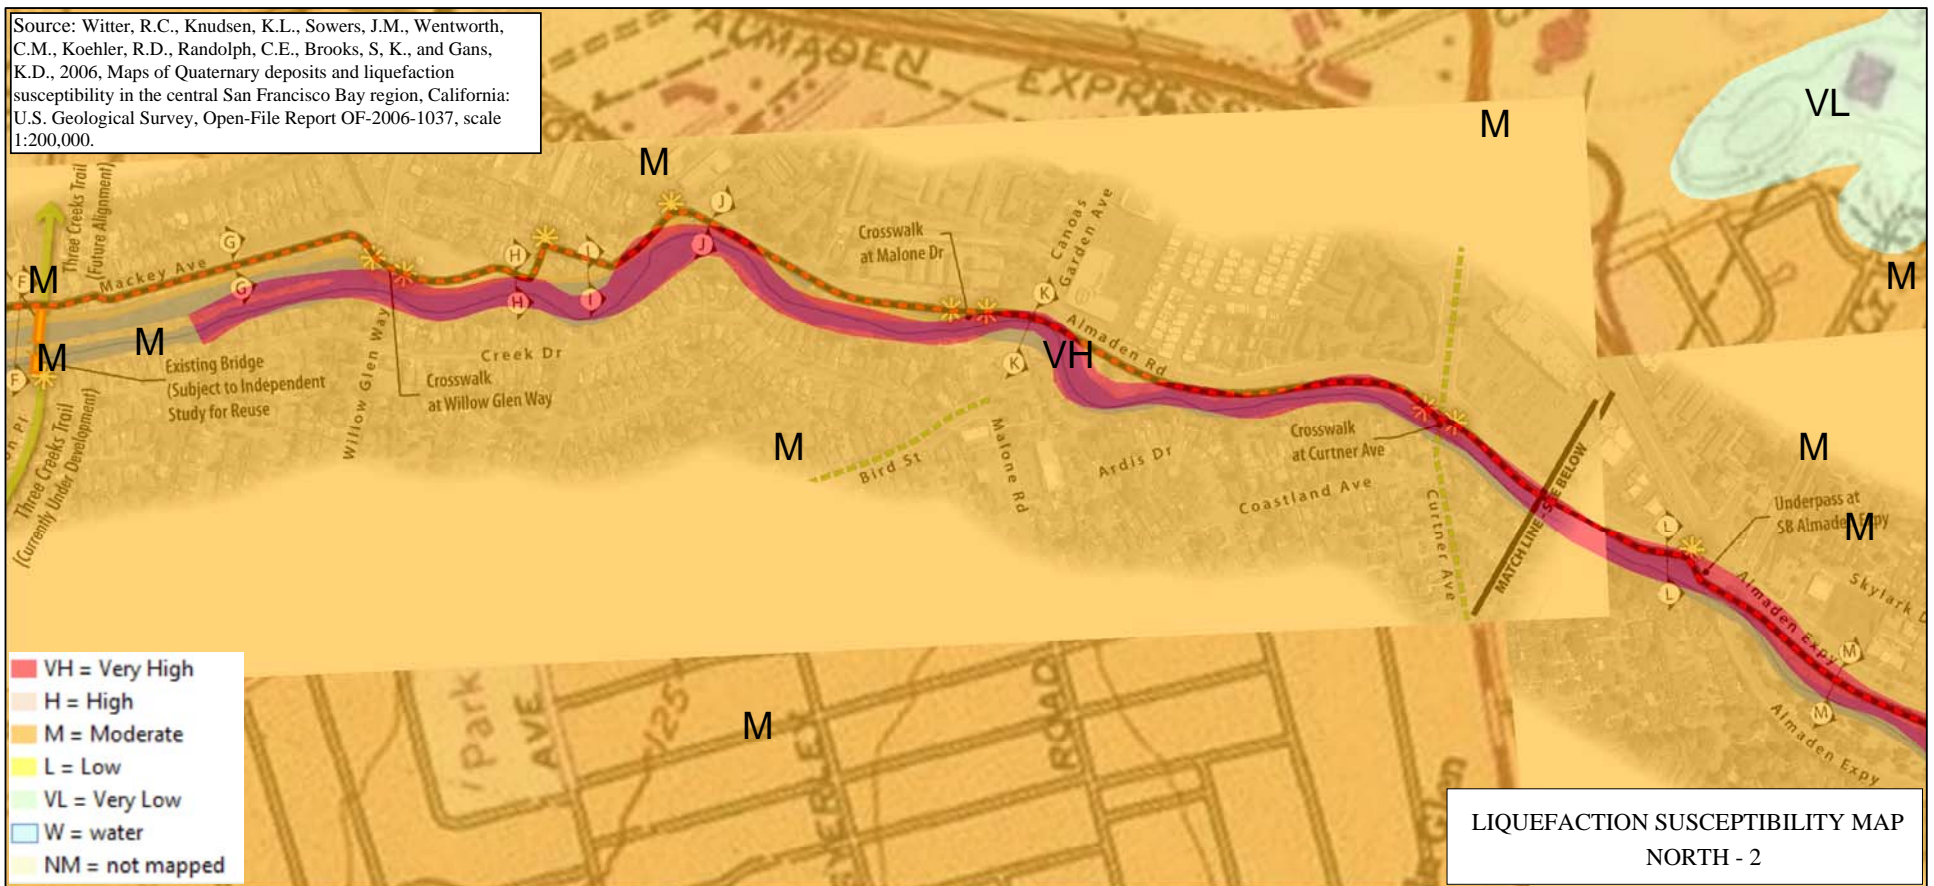 Source: Witter, R.C., Knudsen, K.L., Sowers, J.M., Wentworth,
C.M., Koehler, R.D., Randolph, C.E., Brooks, S, K., and Gans,
K.D., 2006, Maps of Quaternary deposits and liquefaction
susceptibility in the central San Francisco Bay region, California:
U.S. Geological Survey, Open-File Report OF-2006-1037, scale
1:200,000.
ALMADEN
EXPRESS
VL
M
M
M
Three Creeks Trail
(Future Alignment)
Mackey Ave
F
M
G
G
H
H
I
I
J
J
Crosswalk
at Malone Dr
Canoas
Garden Ave
K
K
Almaden Rd
VH
M
M
F
Existing Bridge
(Subject to Independent
Study for Reuse
Willow Glen Way
Creek Dr
Crosswalk
at Willow Glen Way
Three Creeks Trail
(Currently Under Development)
M
Bird St
Malone Rd
Ardis Dr
Coastland Ave
Crosswalk
at Curtner Ave
Curtner Ave
MATCH LINE - SEE BELOW
M
Underpass at
SB Almaden Expy
M
L
L
Almaden Expy
Skylark D
M
M
Almaden Expy
VH = Very High
H = High
M = Moderate
L = Low
VL = Very Low
W = water
NM = not mapped
Park
AVE
125
M
ROAD
LIQUEFACTION SUSCEPTIBILITY MAP
NORTH - 2